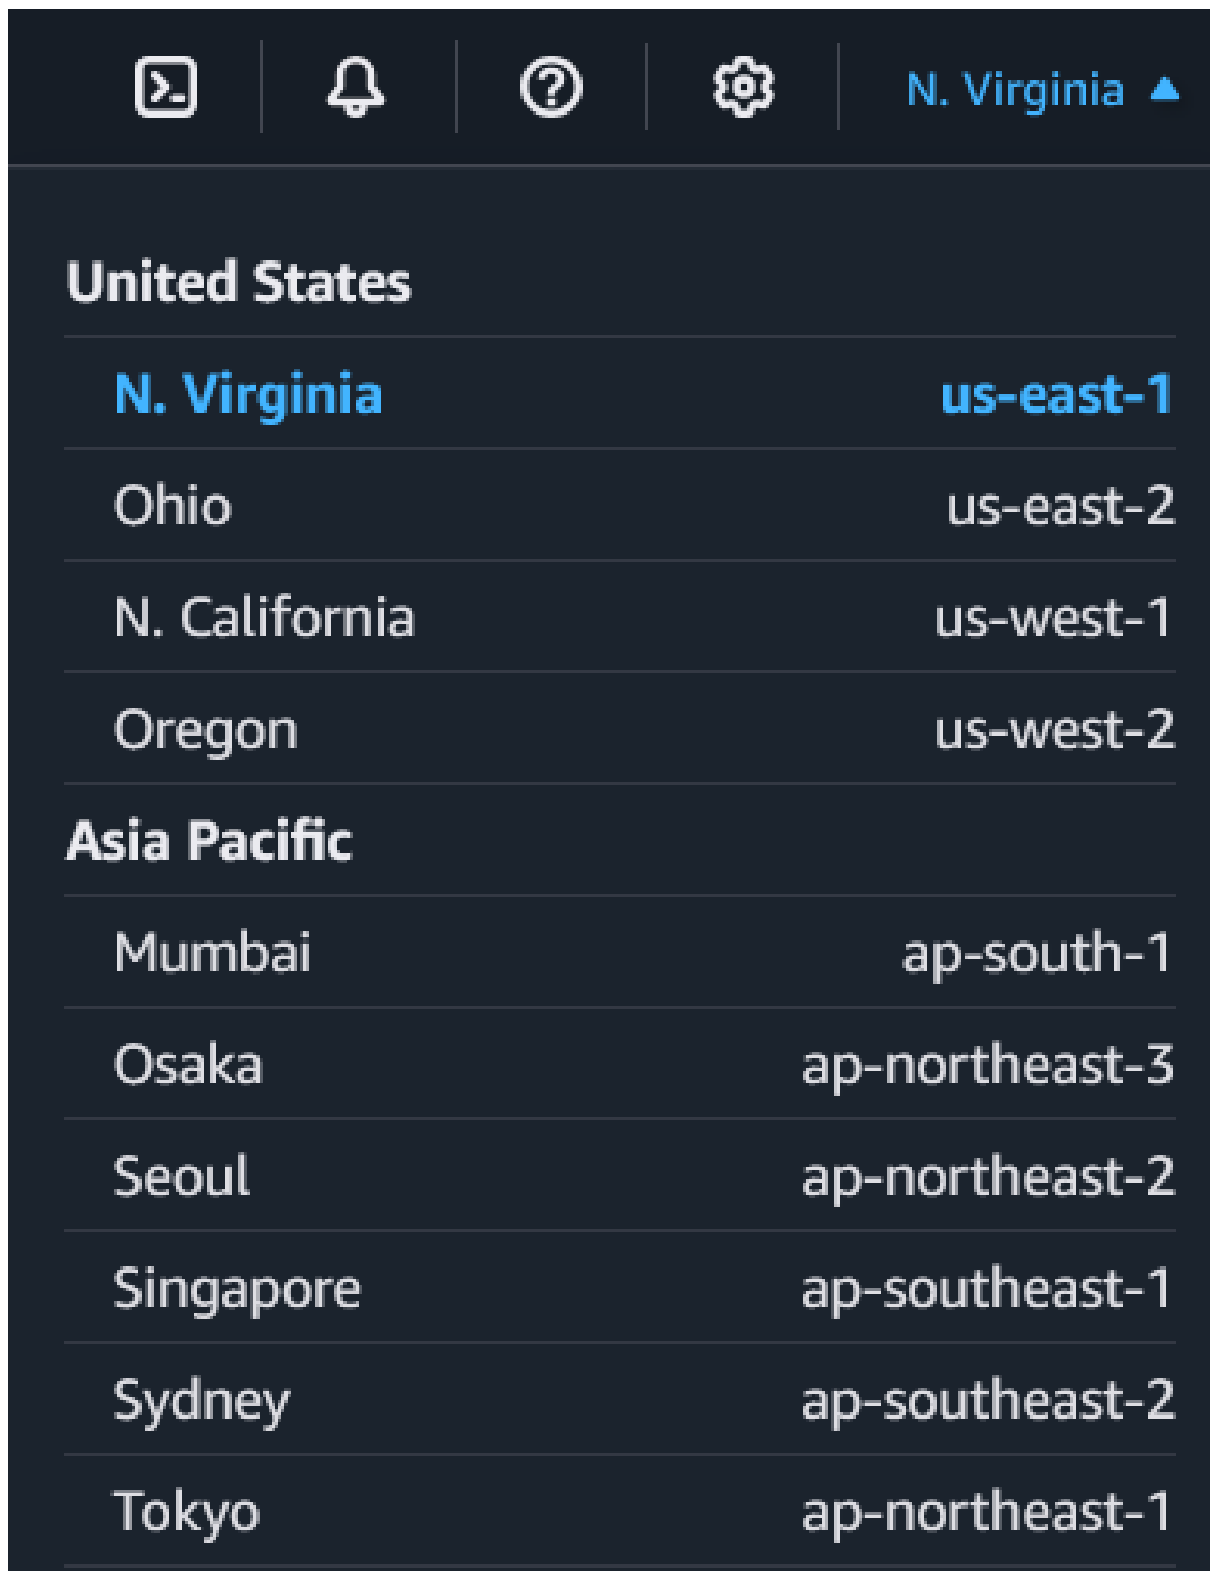 N. Virginia ▲
United States
N. Virginia us-east-1
Ohio us-east-2
N. California us-west-1
Oregon us-west-2
Asia Pacific
Mumbai ap-south-1
Osaka ap-northeast-3
Seoul ap-northeast-2
Singapore ap-southeast-1
Sydney ap-southeast-2
Tokyo ap-northeast-1